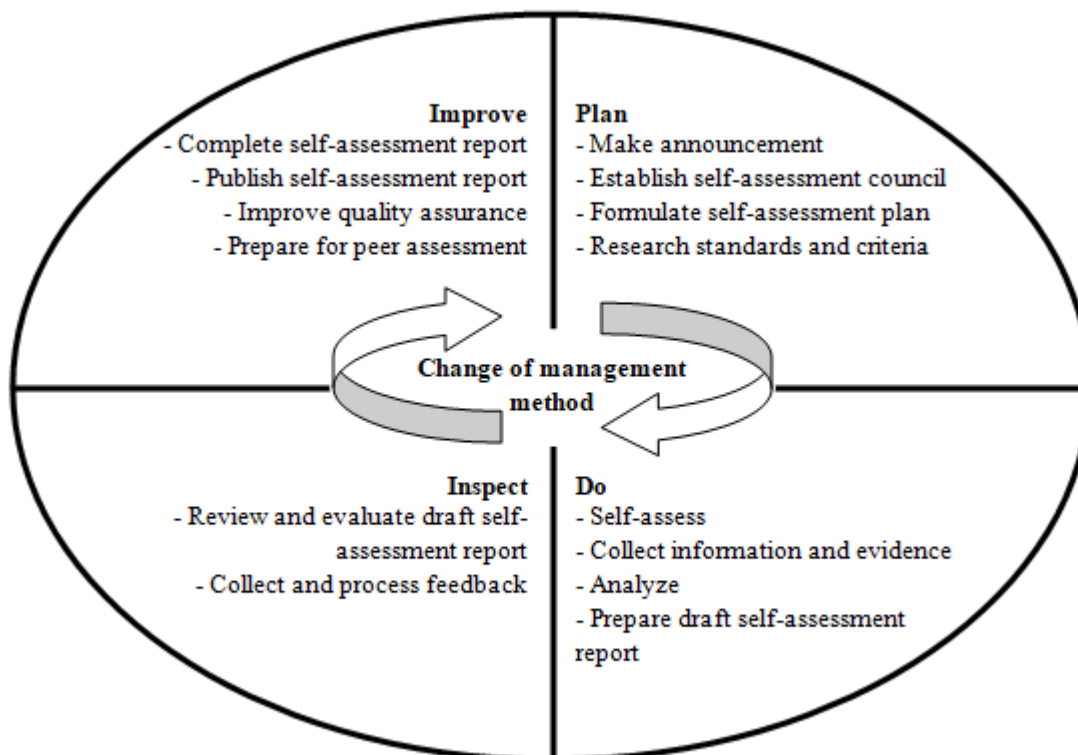 Improve
- Complete self-assessment report
- Publish self-assessment report
- Improve quality assurance
- Prepare for peer assessment
Plan
- Make announcement
- Establish self-assessment council
- Formulate self-assessment plan
- Research standards and criteria
Change of management
method
Inspect
- Review and evaluate draft self-
assessment report
- Collect and process feedback
Do
- Self-assess
- Collect information and evidence
- Analyze
- Prepare draft self-assessment
report